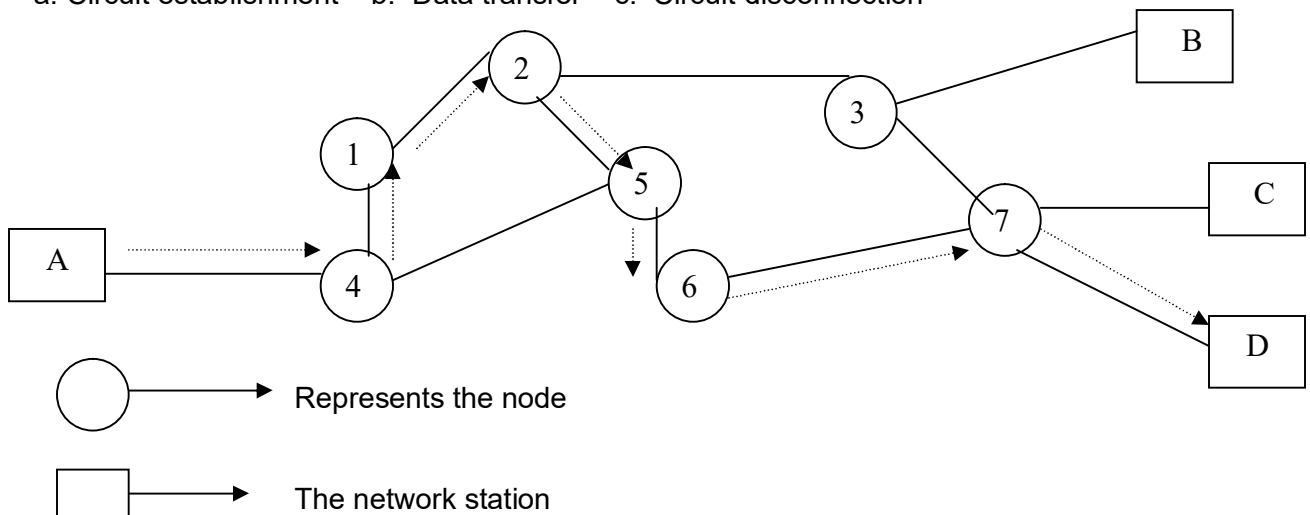 a. Circuit establishment b. Data transfer c. Circuit disconnection
B
2
3
1
5
C
7
A
4
6
D
Represents the node
The network station